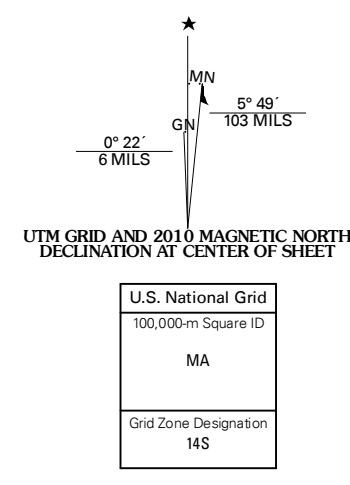 MN
5° 49´
103 MILS
GN
0° 22´
6 MILS
UTM GRID AND 2010 MAGNETIC NORTH
DECLINATION AT CENTER OF SHEET
U.S. National Grid
100,000-m Square ID
MA
Grid Zone Designation
14S